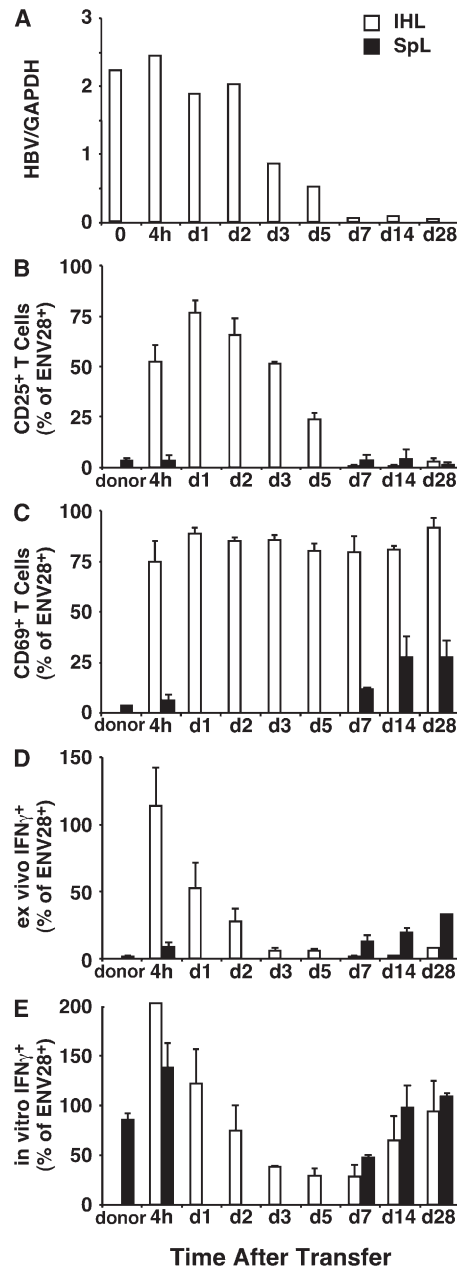 A
IHL
SpL
HBV/GAPDH
3
2
1
0
0 4h d1 d2 d3 d5 d7 d14 d28
B
CD25+ T Cells
(% of ENV28+)
100
75
50
25
0
donor 4h d1 d2 d3 d5 d7 d14 d28
C
CD69+ T Cells
(% of ENV28+)
100
75
50
25
0
donor 4h d1 d2 d3 d5 d7 d14 d28
D
ex vivo IFNγ+
(% of ENV28+)
150
100
50
0
donor 4h d1 d2 d3 d5 d7 d14 d28
E
in vitro IFNγ+
(% of ENV28+)
200
150
100
50
0
donor 4h d1 d2 d3 d5 d7 d14 d28
Time After Transfer